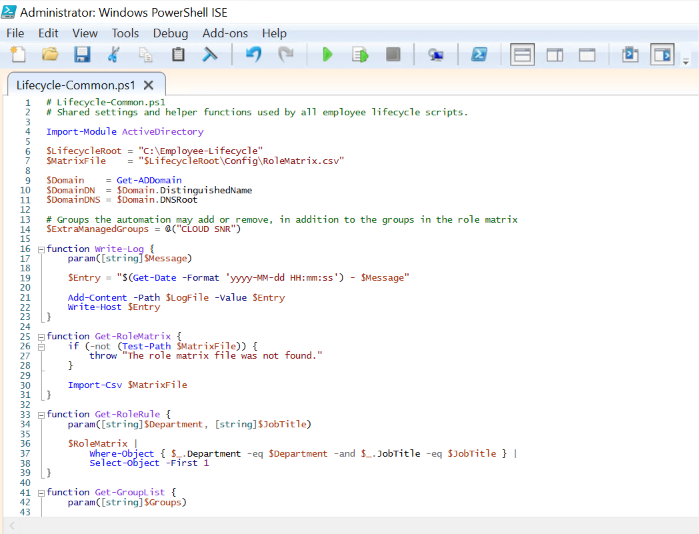 Administrator: Windows PowerShell ISE
File Edit View Tools Debug Add-ons Help
Lifecycle-Common.ps1
1 # Lifecycle-Common.ps1
2 # Shared settings and helper functions used by all employee lifecycle scripts.
3
4 Import-Module ActiveDirectory
5
6 $LifecycleRoot = "C:\Employee-Lifecycle"
7 $MatrixFile    = "$LifecycleRoot\Config\RoleMatrix.csv"
8
9 $Domain    = Get-ADDomain
10 $DomainDN  = $Domain.DistinguishedName
11 $DomainDNS = $Domain.DNSRoot
12
13 # Groups the automation may add or remove, in addition to the groups in the role matrix
14 $ExtraManagedGroups = @("CLOUD SNR")
15
16 function Write-Log {
17     param([string]$Message)
18
19     $Entry = "$(Get-Date -Format 'yyyy-MM-dd HH:mm:ss') - $Message"
20
21     Add-Content -Path $LogFile -Value $Entry
22     Write-Host $Entry
23 }
24
25 function Get-RoleMatrix {
26     if (-not (Test-Path $MatrixFile)) {
27         throw "The role matrix file was not found."
28     }
29
30     Import-Csv $MatrixFile
31 }
32
33 function Get-RoleRule {
34     param([string]$Department, [string]$JobTitle)
35
36     $RoleMatrix |
37         Where-Object { $_.Department -eq $Department -and $_.JobTitle -eq $JobTitle } |
38         Select-Object -First 1
39 }
40
41 function Get-GroupList {
42     param([string]$Groups)
43